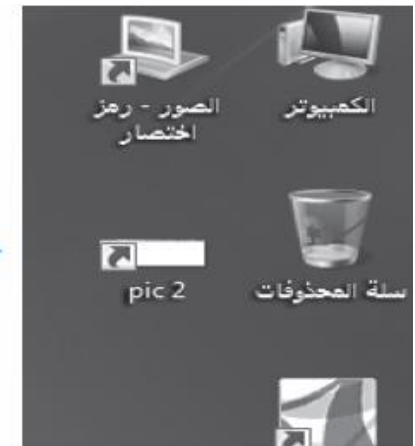 الكمبيوتر
الصور - رمز
اختصار
سلة المحذوفات
pic 2